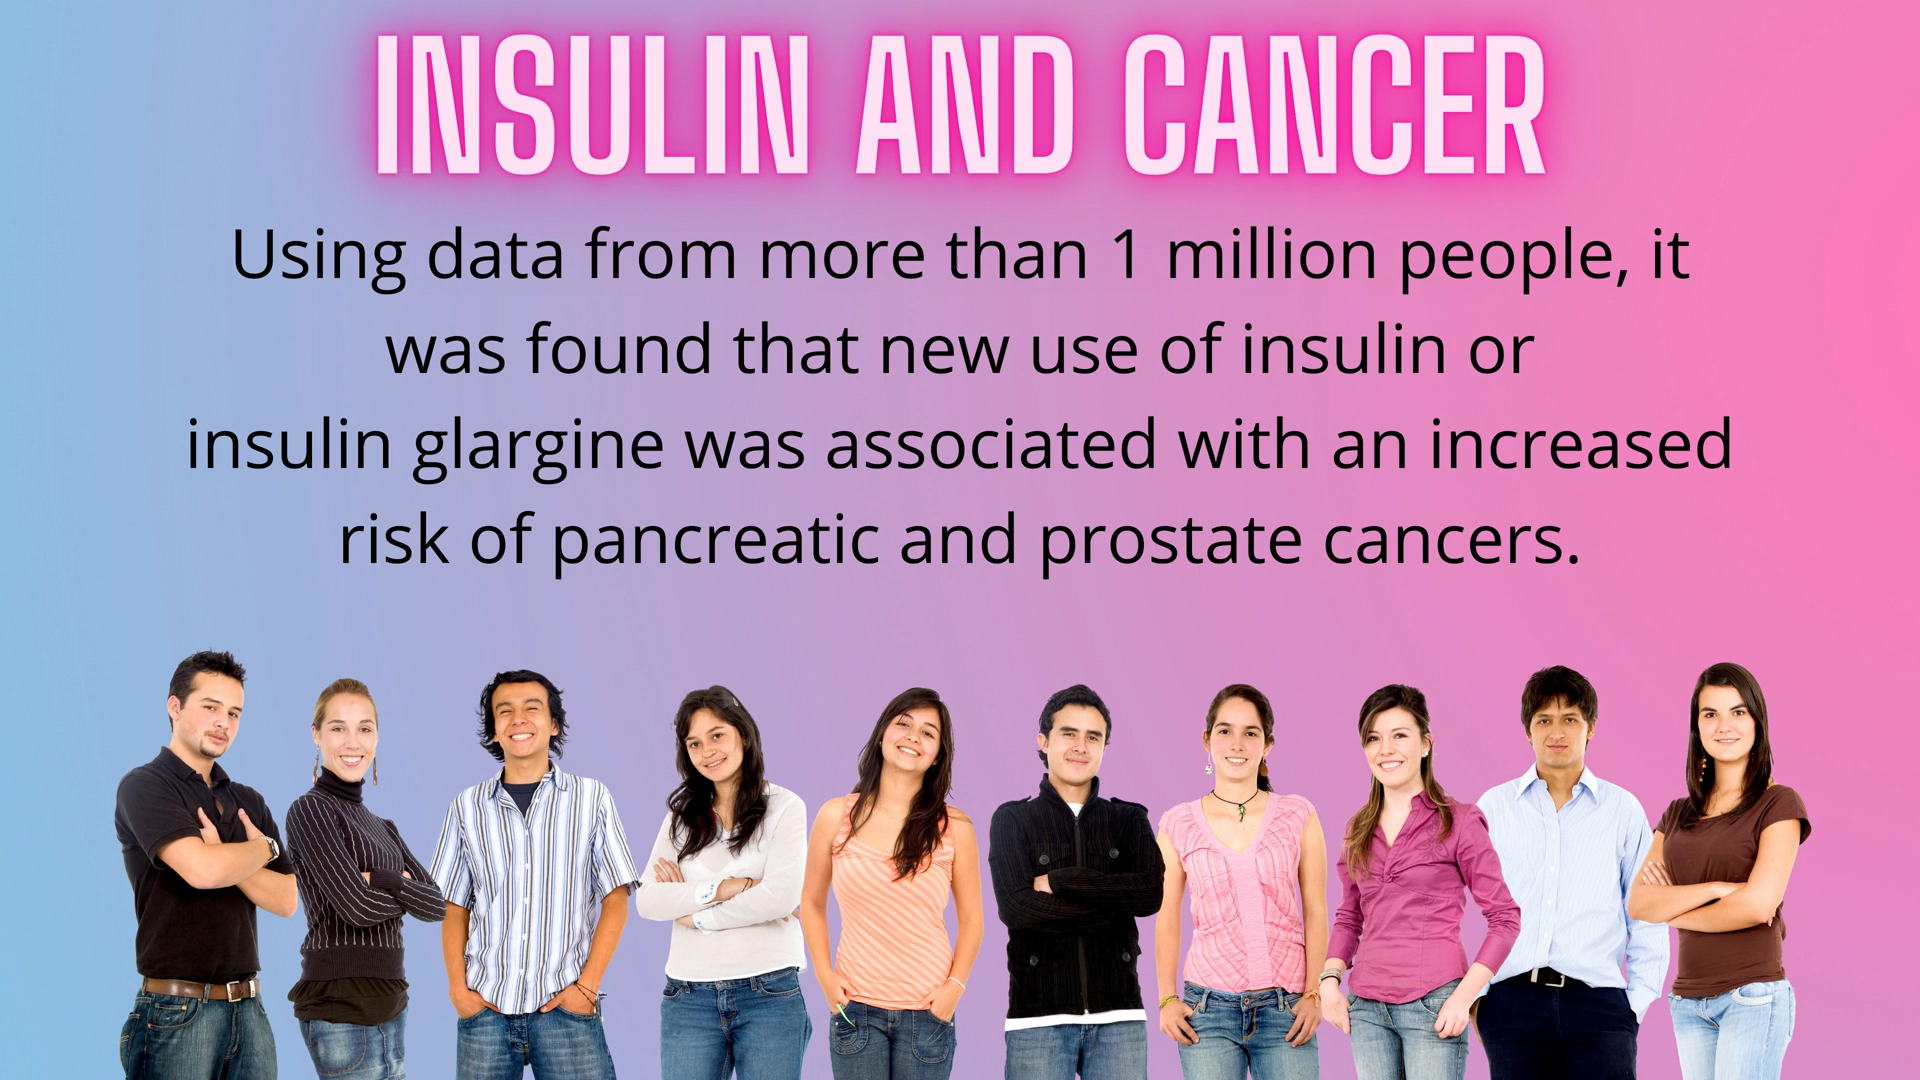 INSULIN AND CANCER
Using data from more than 1 million people, it
was found that new use of insulin or
insulin glargine was associated with an increased
risk of pancreatic and prostate cancers.